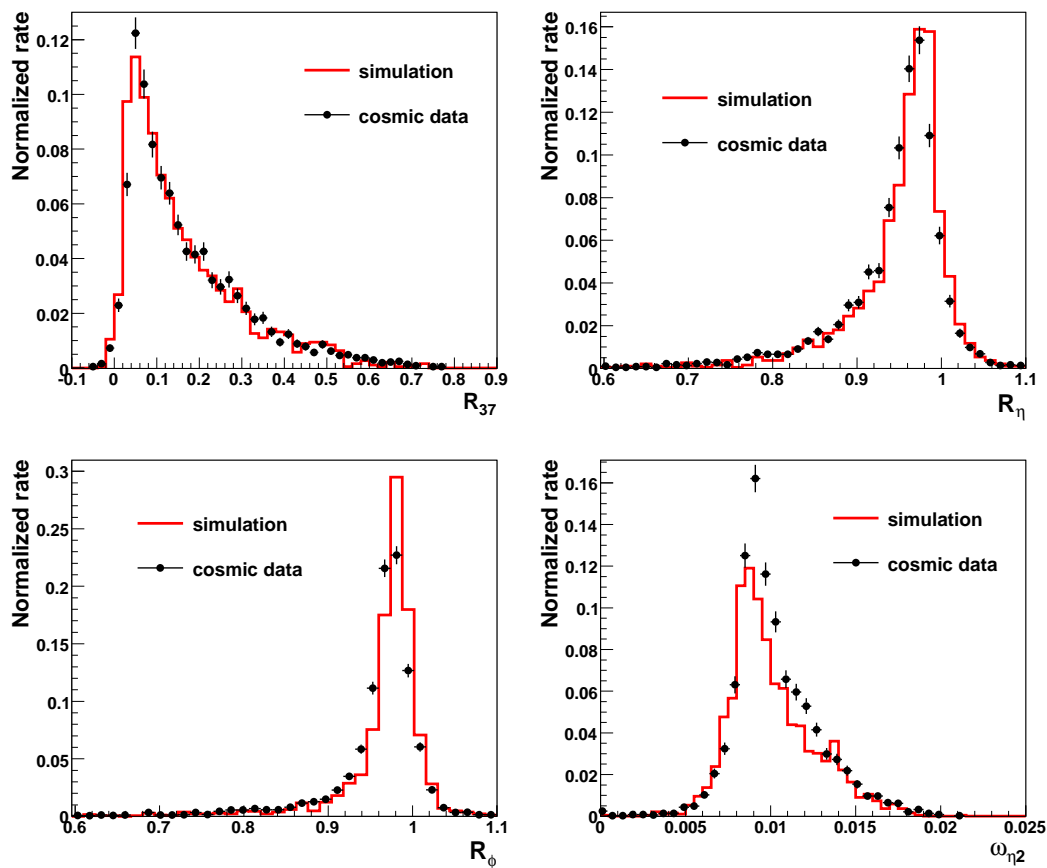 Normalized rate
0.12
0.1
0.08
0.06
0.04
0.02
0
simulation
cosmic data
-0.1 0 0.1 0.2 0.3 0.4 0.5 0.6 0.7 0.8 0.9
R37
Normalized rate
0.16
0.14
0.12
0.1
0.08
0.06
0.04
0.02
0
simulation
cosmic data
0.6 0.7 0.8 0.9 1 1.1
Rη
Normalized rate
0.3
0.25
0.2
0.15
0.1
0.05
0
simulation
cosmic data
0.6 0.7 0.8 0.9 1 1.1
Rϕ
Normalized rate
0.16
0.14
0.12
0.1
0.08
0.06
0.04
0.02
0
simulation
cosmic data
0 0.005 0.01 0.015 0.02 0.025
ωη2